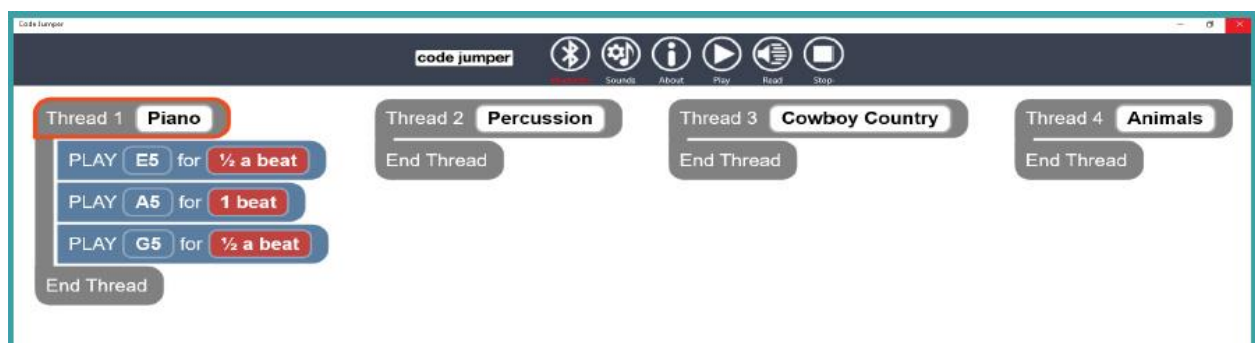 Code Jumper
code jumper
Bluetooth Sounds About Play Read Stop
Thread 1 Piano
PLAY E5 for ½ a beat
PLAY A5 for 1 beat
PLAY G5 for ½ a beat
End Thread
Thread 2 Percussion
End Thread
Thread 3 Cowboy Country
End Thread
Thread 4 Animals
End Thread